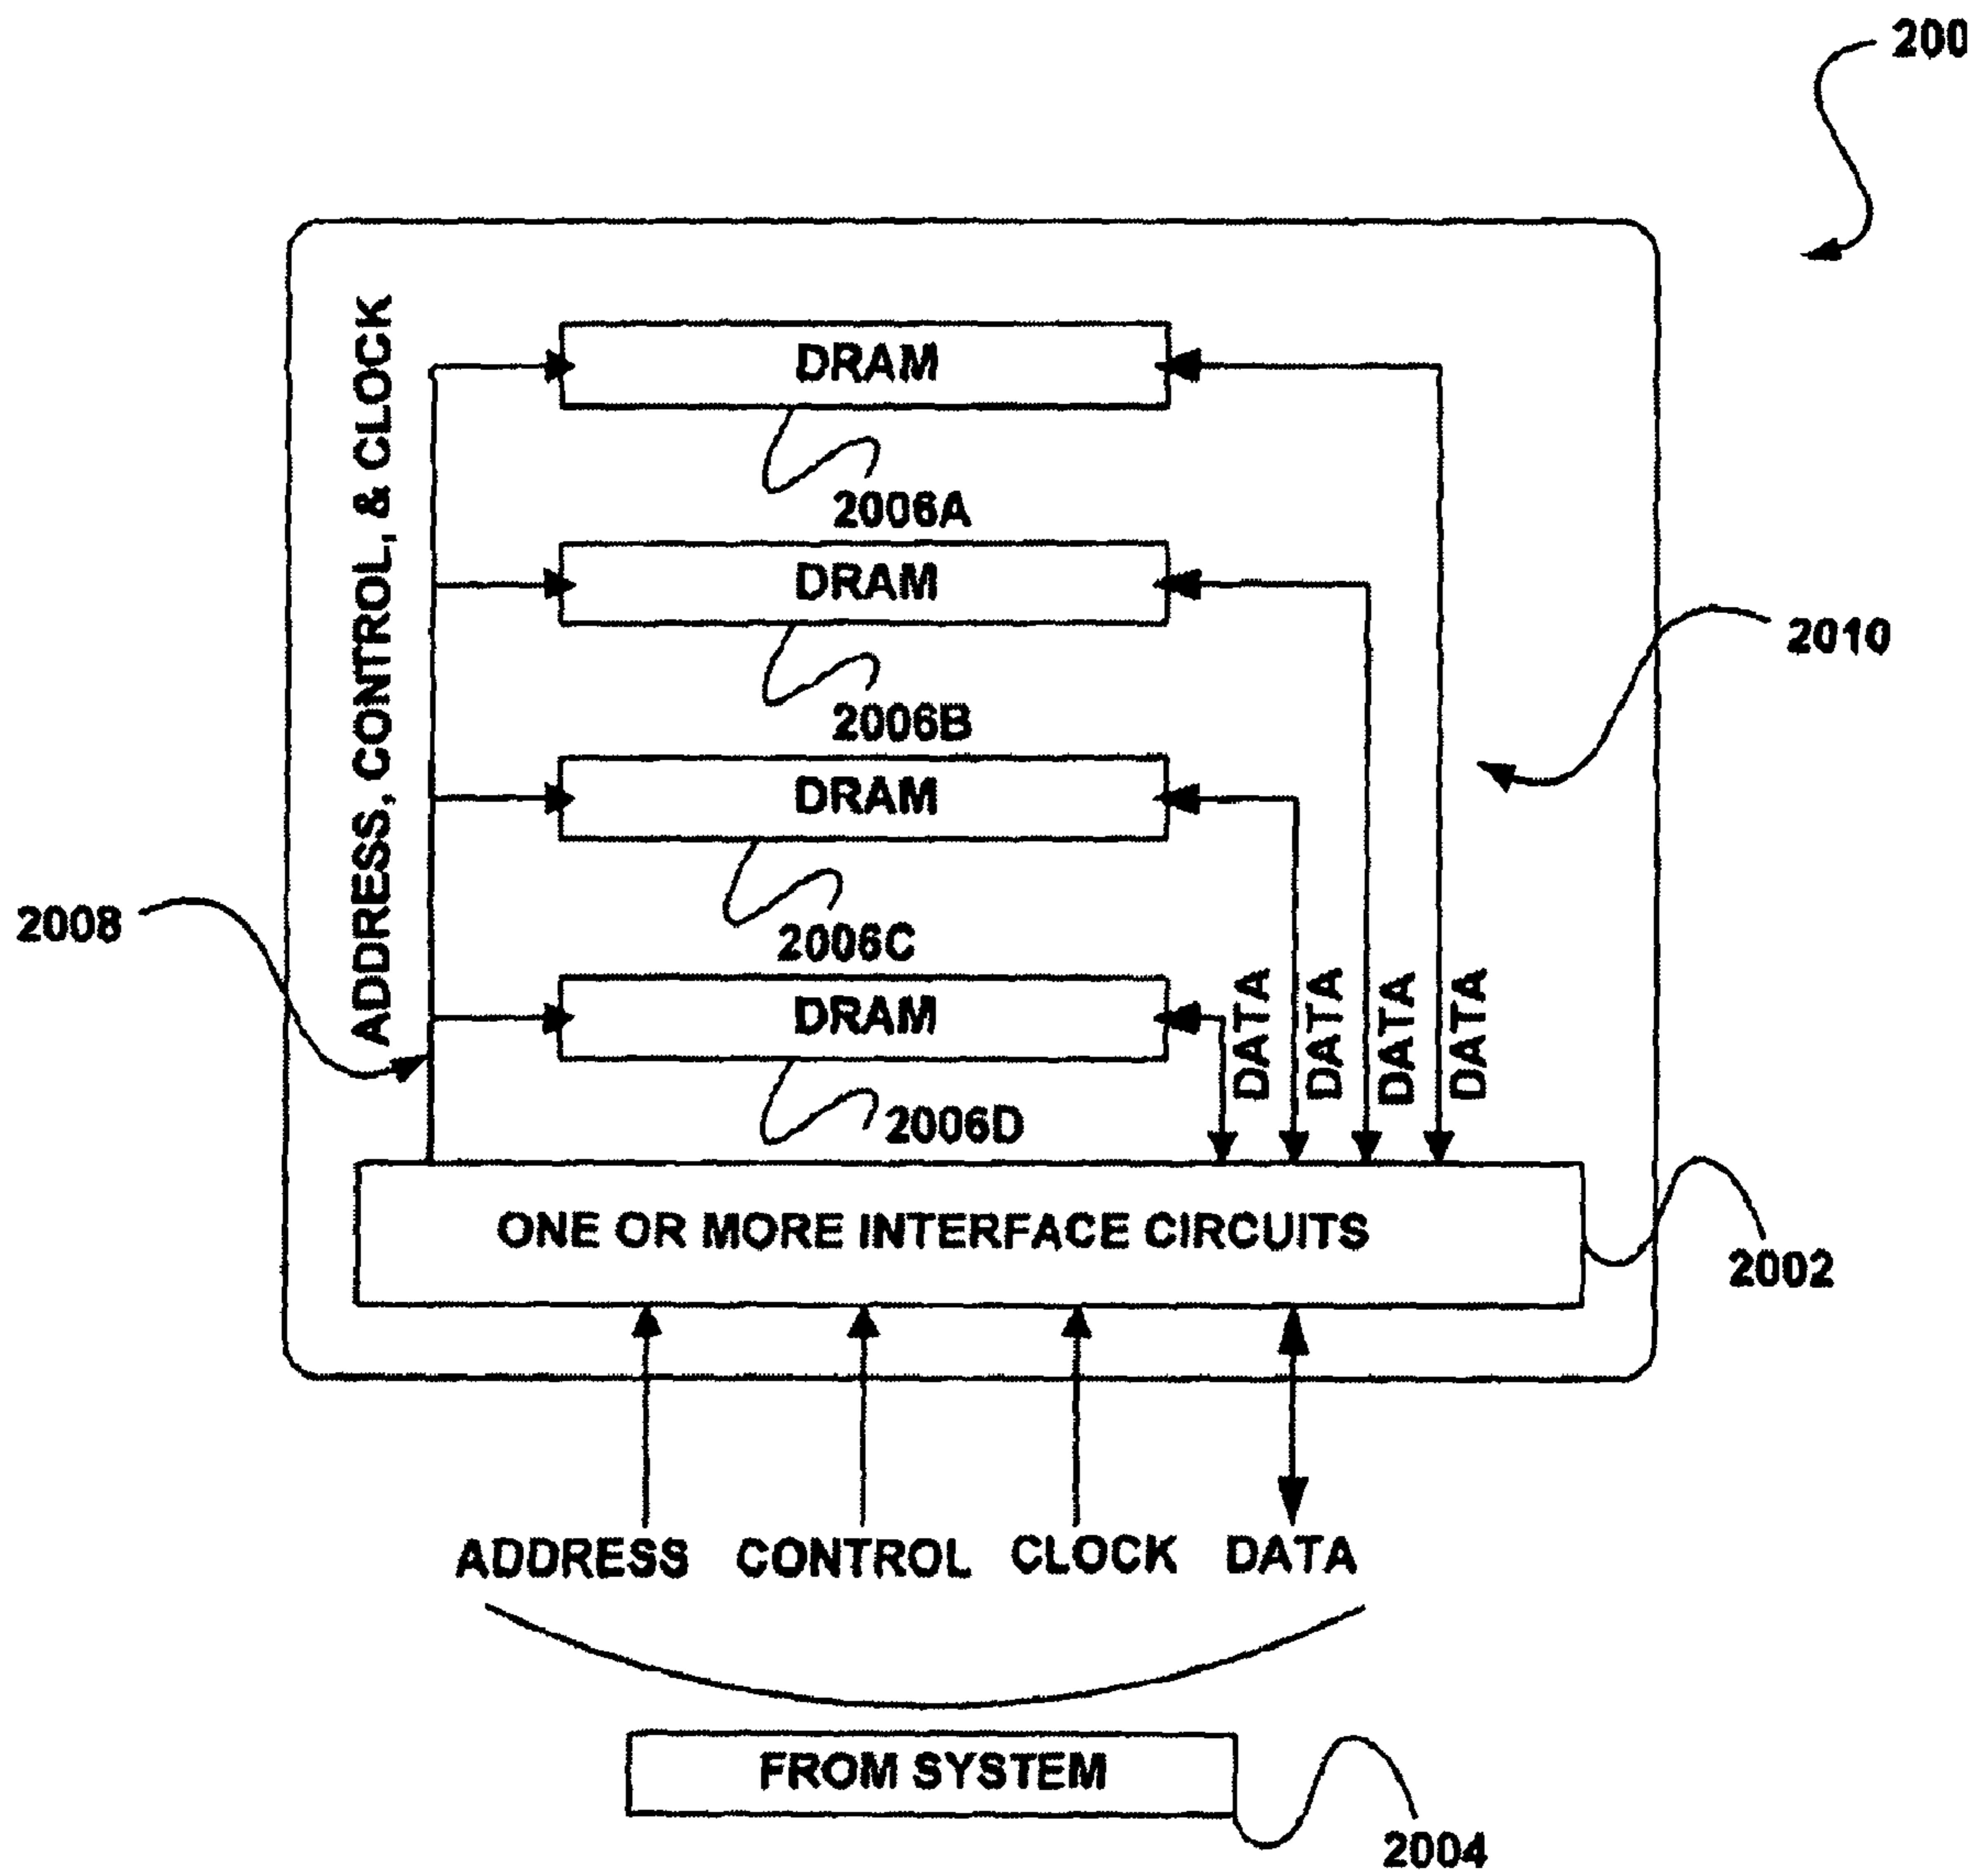 200
ADDRESS, CONTROL, & CLOCK
DRAM
2006A
DRAM
2006B
2010
DRAM
2006C
2008
DRAM
2006D
DATA
DATA
DATA
DATA
ONE OR MORE INTERFACE CIRCUITS
2002
ADDRESS CONTROL CLOCK DATA
FROM SYSTEM
2004